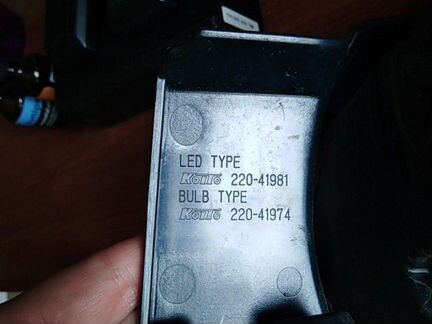 LED TYPE
KOITO 220-41981
BULB TYPE
KOITO 220-41974